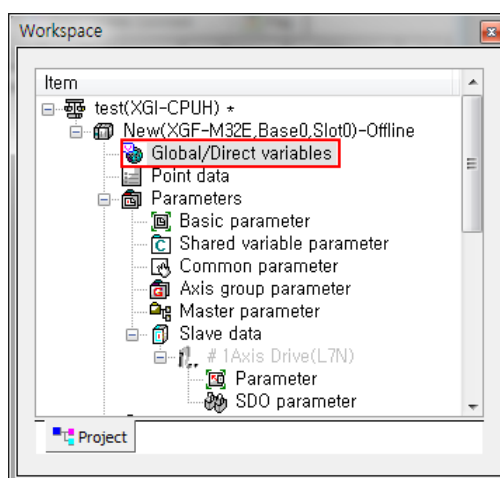 Workspace
Item
test(XGI-CPUH) *
New(XGF-M32E,Base0,Slot0)-Offline
Global/Direct variables
Point data
Parameters
Basic parameter
Shared variable parameter
Common parameter
Axis group parameter
Master parameter
Slave data
# 1Axis Drive(L7N)
Parameter
SDO parameter
Project